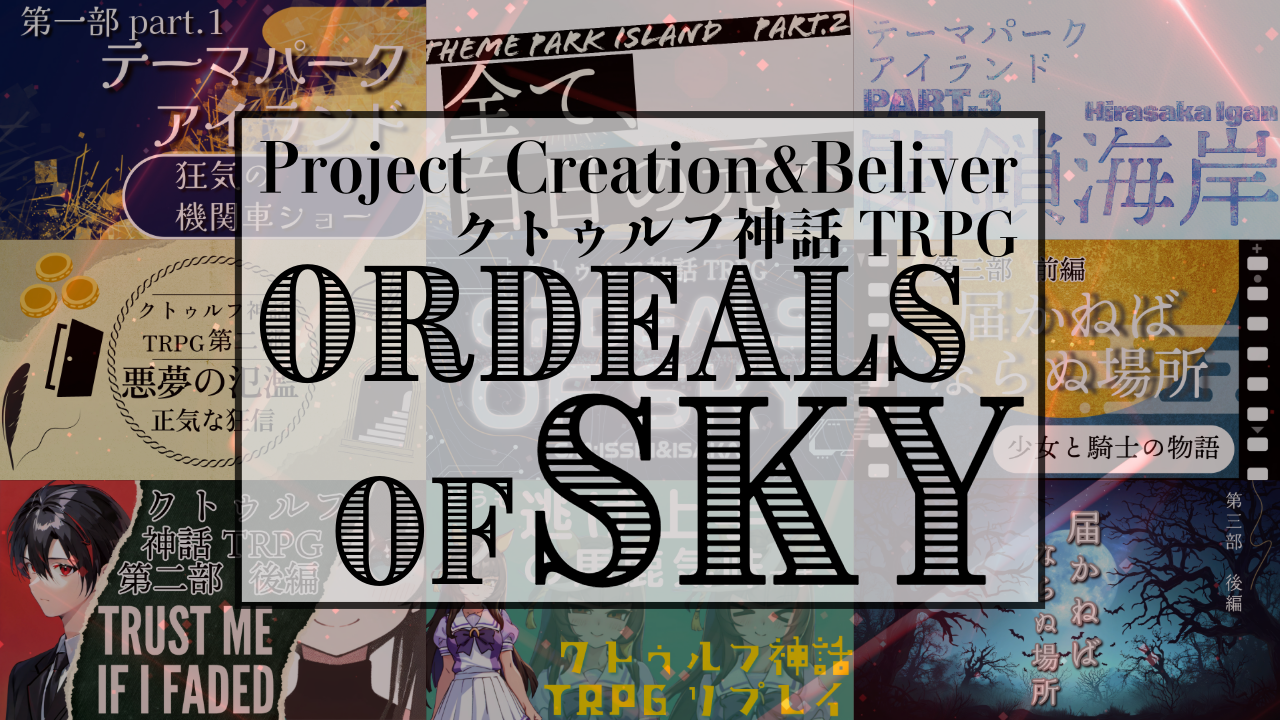 第一部 part.1
テーマパーク
アイランド
狂気の
機関車ショー
THEME PARK ISLAND PART.2
全て、
テーマパーク
アイランド
PART.3
Hirasaka Igan
閉鎖海岸
Project Creation&Beliver
クトゥルフ神話 TRPG
ORDEALS
OF SKY
クトゥルフ神
TRPG第二
悪夢の氾濫
正気な狂信
第三部 前編
届かねば
ならぬ場所
少女と騎士の物語
クトゥルフ
神話 TRPG
第二部 後編
TRUST ME
IF I FADED
クトゥルフ神話
TRPGリプレイ
第三部 後編
届かねば
ならぬ場所